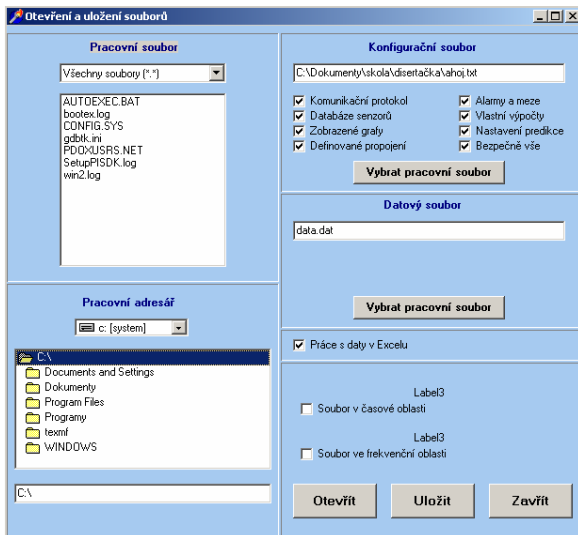 Otevření a uložení souborů
Pracovní soubor
Všechny soubory (*.*)
AUTOEXEC.BAT
bootex.log
CONFIG.SYS
gdbtk.ini
PDOXUSRS.NET
SetupPISDK.log
win2.log
Pracovní adresář
c: [system]
C:\
Documents and Settings
Dokumenty
Program Files
Programy
texmf
WINDOWS
C:\
Konfigurační soubor
C:\Dokumenty\skola\disertačka\ahoj.txt
Komunikační protokol
Alarmy a meze
Databáze senzorů
Vlastní výpočty
Zobrazené grafy
Nastavení predikce
Definované propojení
Bezpečně vše
Vybrat pracovní soubor
Datový soubor
data.dat
Vybrat pracovní soubor
Práce s daty v Excelu
Label3
Soubor v časové oblasti
Label3
Soubor ve frekvenční oblasti
Otevřít
Uložit
Zavřít